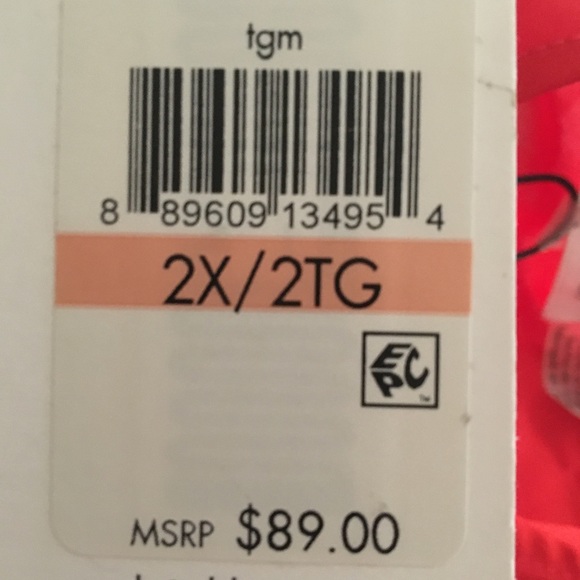 tgm
8 89609 13495 4
2X/2TG
EPC
MSRP $89.00